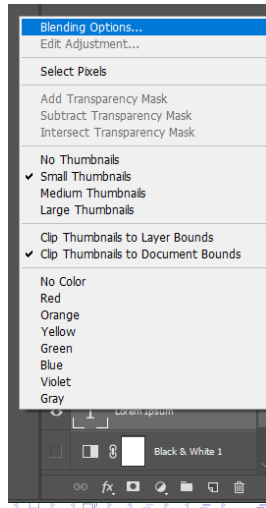 Blending Options...
Edit Adjustment...
Select Pixels
Add Transparency Mask
Subtract Transparency Mask
Intersect Transparency Mask
No Thumbnails
Small Thumbnails
Medium Thumbnails
Large Thumbnails
Clip Thumbnails to Layer Bounds
Clip Thumbnails to Document Bounds
No Color
Red
Orange
Yellow
Green
Blue
Violet
Gray
T Lorem Ipsum
Black & White 1
fx